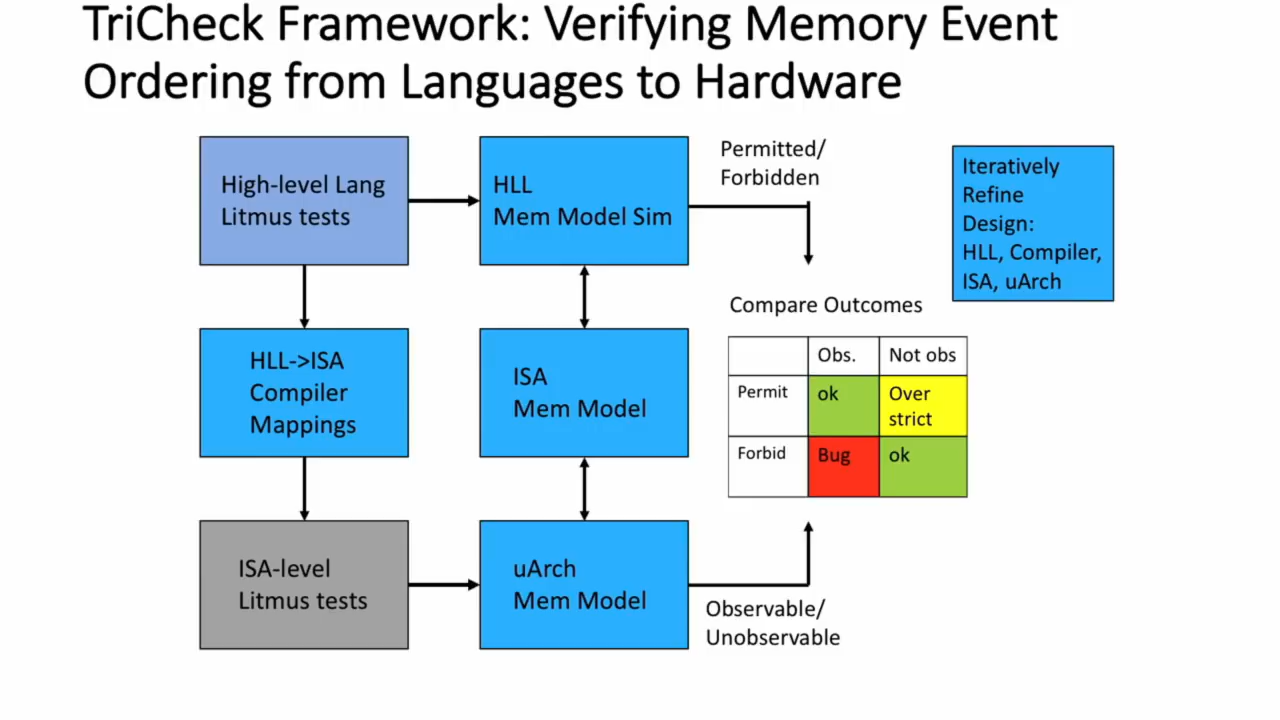 TriCheck Framework: Verifying Memory Event
Ordering from Languages to Hardware
High-level Lang
Litmus tests
HLL
Mem Model Sim
Permitted/
Forbidden
Iteratively
Refine
Design:
HLL, Compiler,
ISA, uArch
HLL->ISA
Compiler
Mappings
ISA
Mem Model
Compare Outcomes
Obs.
Not obs
Permit
ok
Over
strict
Forbid
Bug
ok
ISA-level
Litmus tests
uArch
Mem Model
Observable/
Unobservable